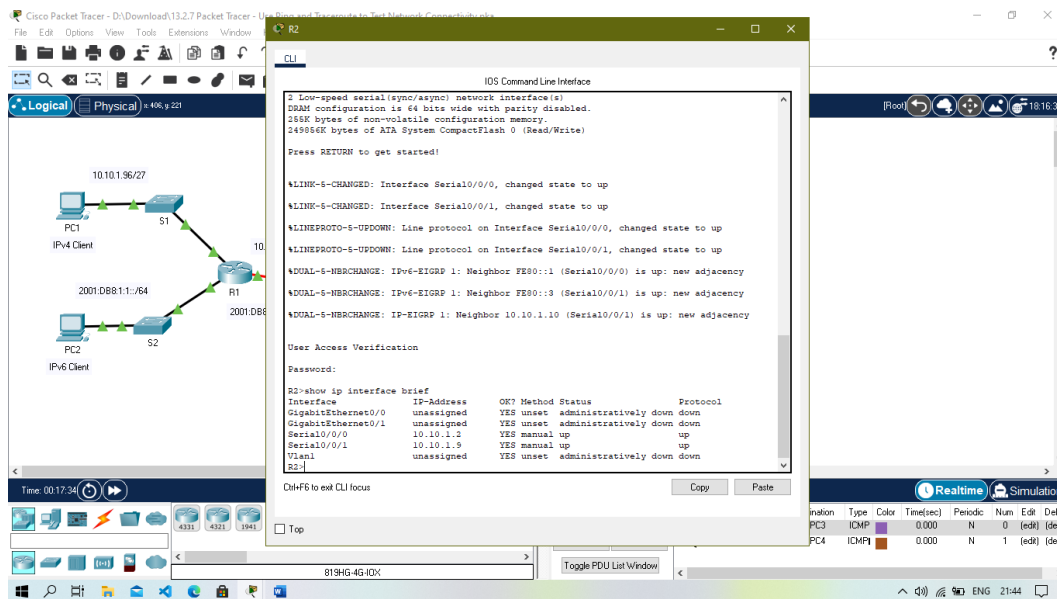 Cisco Packet Tracer - D:\Download\13.2.7 Packet Tracer - Use Ping and Traceroute to Test Network Connectivity.pka
File Edit Options View Tools Extensions Window
R2
CLI
IOS Command Line Interface
Logical Physical x: 406, y: 221
[Root] 18:16:3
2 Low-speed serial(sync/async) network interface(s)
DRAM configuration is 64 bits wide with parity disabled.
255K bytes of non-volatile configuration memory.
249856K bytes of ATA System CompactFlash 0 (Read/Write)
Press RETURN to get started!
%LINK-5-CHANGED: Interface Serial0/0/0, changed state to up
%LINK-5-CHANGED: Interface Serial0/0/1, changed state to up
%LINEPROTO-5-UPDOWN: Line protocol on Interface Serial0/0/0, changed state to up
%LINEPROTO-5-UPDOWN: Line protocol on Interface Serial0/0/1, changed state to up
%DUAL-5-NBRCHANGE: IPv6-EIGRP 1: Neighbor FE80::1 (Serial0/0/0) is up: new adjacency
%DUAL-5-NBRCHANGE: IPv6-EIGRP 1: Neighbor FE80::3 (Serial0/0/1) is up: new adjacency
%DUAL-5-NBRCHANGE: IP-EIGRP 1: Neighbor 10.10.1.10 (Serial0/0/1) is up: new adjacency
User Access Verification
Password:
R2>show ip interface brief
Interface IP-Address OK? Method Status Protocol
GigabitEthernet0/0 unassigned YES unset administratively down down
GigabitEthernet0/1 unassigned YES unset administratively down down
Serial0/0/0 10.10.1.2 YES manual up up
Serial0/0/1 10.10.1.9 YES manual up up
Vlan1 unassigned YES unset administratively down down
R2>
Ctrl+F6 to exit CLI focus
Copy
Paste
Top
10.10.1.96/27
PC1
IPv4 Client
S1
10.
R1
2001:DB8:1:1::/64
2001:DB8
PC2
IPv6 Client
S2
Time: 00:17:34
Realtime
Simulatio
4331
4321
1941
819HG-4G-IOX
Toggle PDU List Window
ination Type Color Time(sec) Periodic Num Edit Del
PC3 ICMP 0.000 N 0 (edit) (de
PC4 ICMP 0.000 N 1 (edit) (de
ENG 21:44